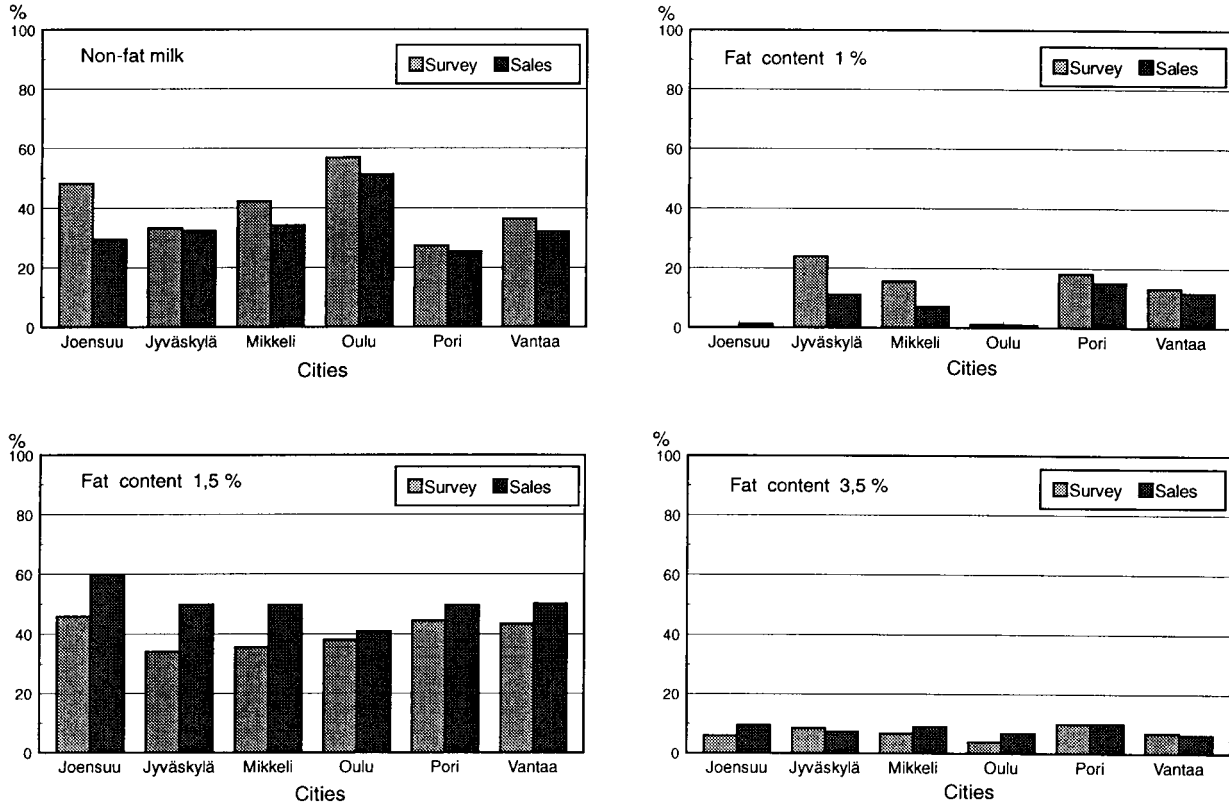 %
100
Non-fat milk
Survey Sales
80
60
40
20
0
Joensuu Jyväskylä Mikkeli Oulu Pori Vantaa
Cities
%
100
Fat content 1 %
Survey Sales
80
60
40
20
0
Joensuu Jyväskylä Mikkeli Oulu Pori Vantaa
Cities
%
100
Fat content 1,5 %
Survey Sales
80
60
40
20
0
Joensuu Jyväskylä Mikkeli Oulu Pori Vantaa
Cities
%
100
Fat content 3,5 %
Survey Sales
80
60
40
20
0
Joensuu Jyväskylä Mikkeli Oulu Pori Vantaa
Cities